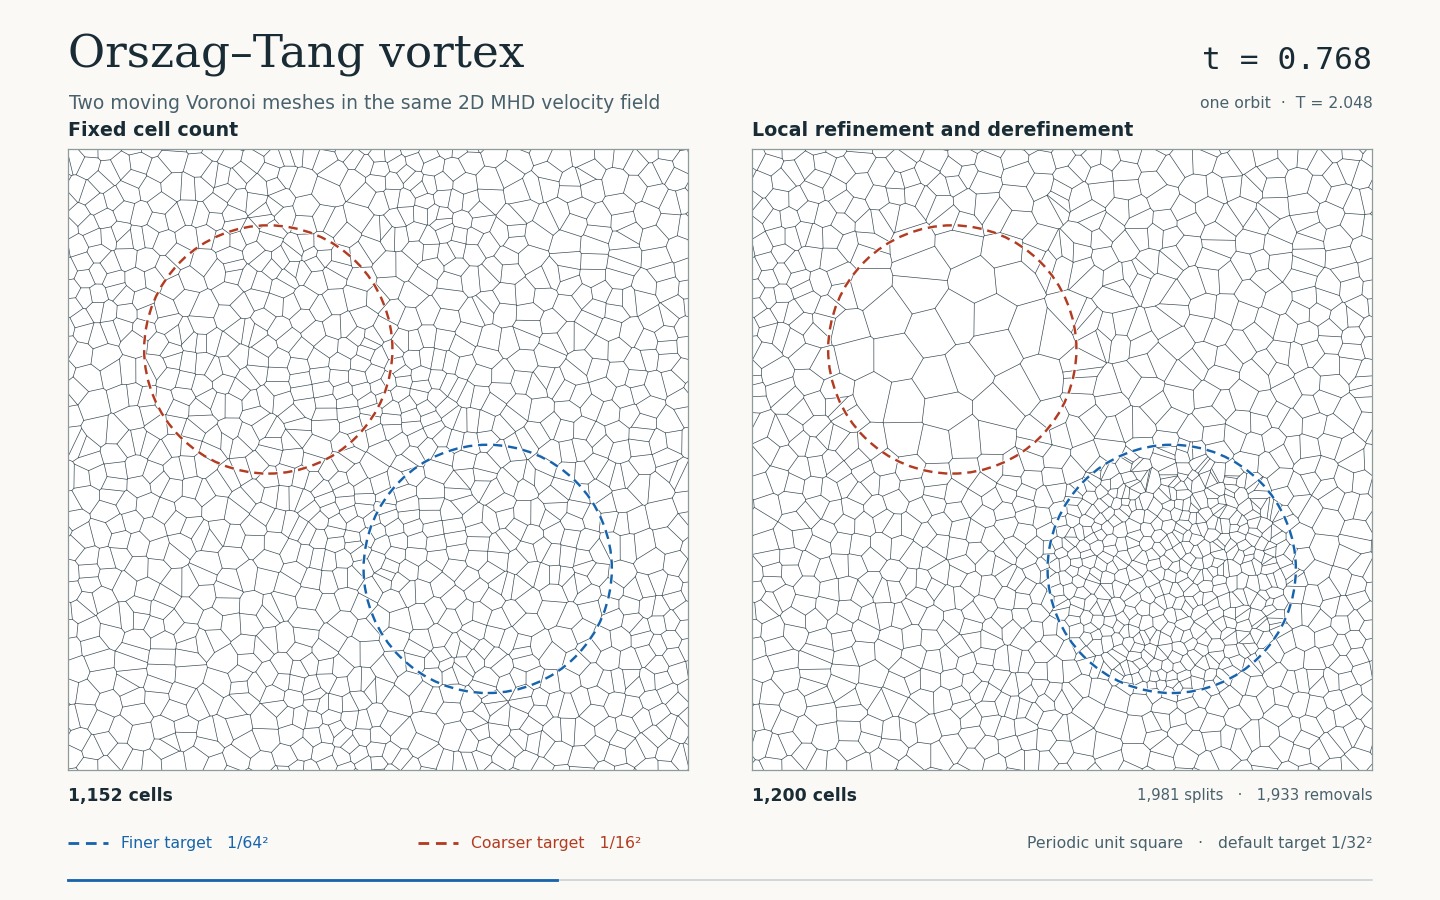 Orszag–Tang vortex
t = 0.768
Two moving Voronoi meshes in the same 2D MHD velocity field
one orbit · T = 2.048
Fixed cell count
Local refinement and derefinement
1,152 cells
1,200 cells
1,981 splits · 1,933 removals
Finer target 1/64²
Coarser target 1/16²
Periodic unit square · default target 1/32²